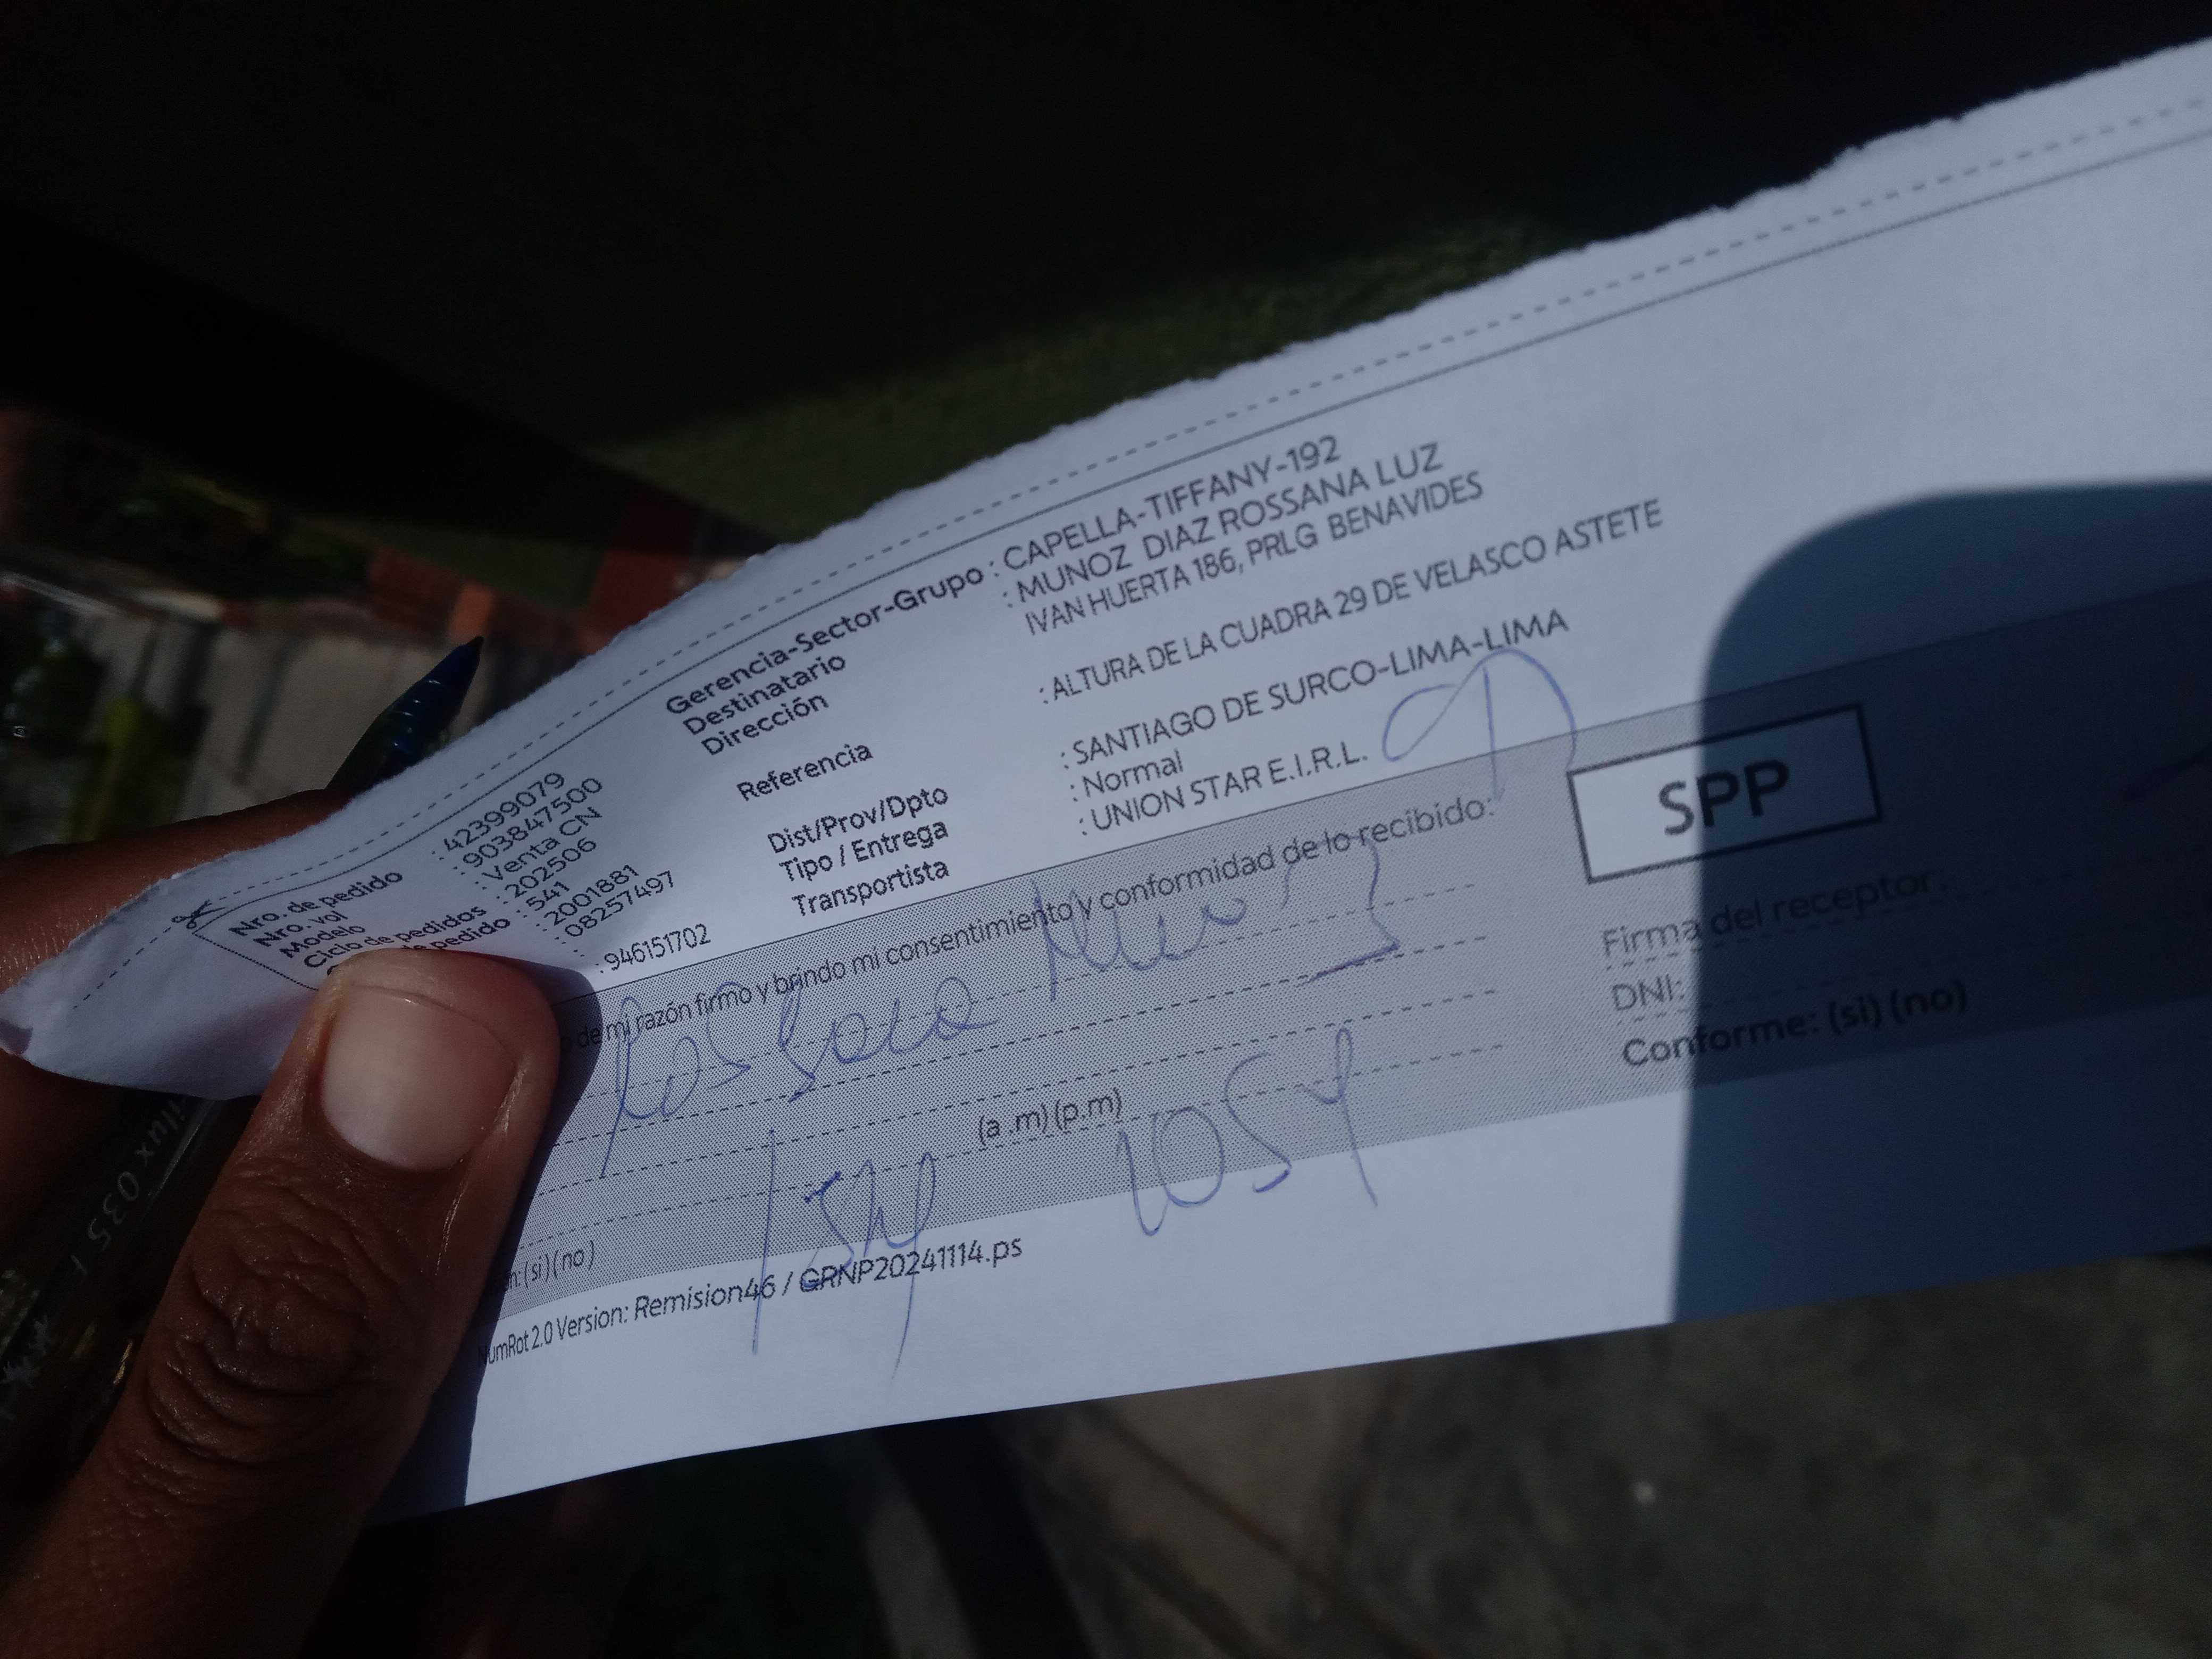 Nro. de pedido : 42399079
Nro. vol : 903847500
Modelo : Venta CN
Ciclo de pedidos : 202506
de pedido : 541
: 2001881
: 08257497
: 946151702
Gerencia-Sector-Grupo : CAPELLA-TIFFANY-192
Destinatario : MUNOZ DIAZ ROSSANA LUZ
Dirección IVAN HUERTA 186, PRLG BENAVIDES
Referencia : ALTURA DE LA CUADRA 29 DE VELASCO ASTETE
Dist/Prov/Dpto : SANTIAGO DE SURCO-LIMA-LIMA
Tipo / Entrega : Normal
Transportista : UNION STAR E.I.R.L.
de mi razón firmo y brindo mi consentimiento y conformidad de lo recibido:
SPP
Firma del receptor:
DNI:
(a .m) (p.m)
Conforme: (si) (no)
(si) (no)
NumRot 2.0 Version: Remision46 / GRNP20241114.ps
035 F